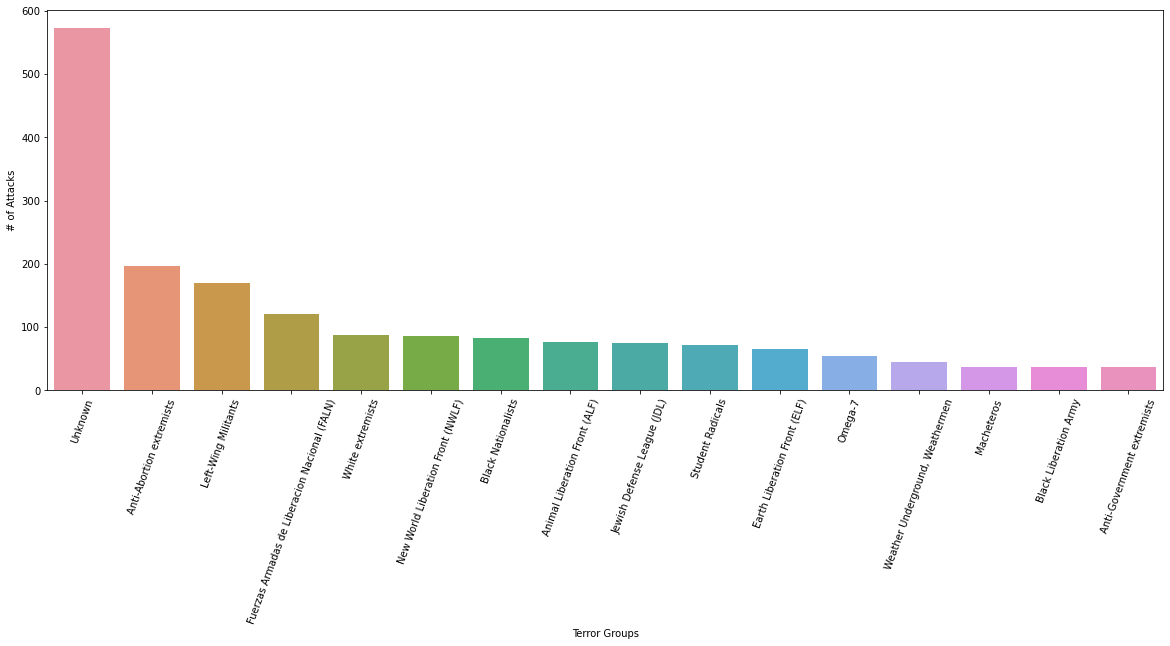 600
500
400
300
200
100
0
# of Attacks
Unknown
Anti-Abortion extremists
Left-Wing Militants
Fuerzas Armadas de Liberacion Nacional (FALN)
White extremists
New World Liberation Front (NWLF)
Black Nationalists
Animal Liberation Front (ALF)
Jewish Defense League (JDL)
Student Radicals
Earth Liberation Front (ELF)
Omega-7
Weather Underground, Weathermen
Macheteros
Black Liberation Army
Anti-Government extremists
Terror Groups